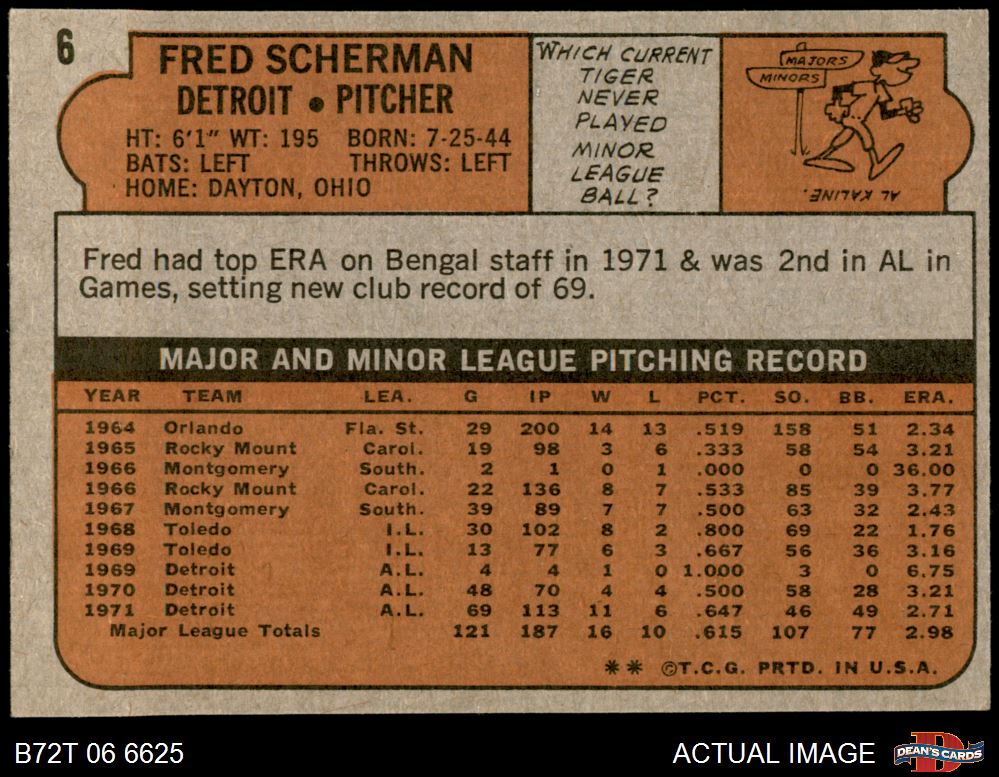 6
FRED SCHERMAN
DETROIT • PITCHER
HT: 6'1" WT: 195 BORN: 7-25-44
BATS: LEFT THROWS: LEFT
HOME: DAYTON, OHIO
WHICH CURRENT
TIGER
NEVER
PLAYED
MINOR
LEAGUE
BALL?
MAJORS
MINORS
AL KALINE.
Fred had top ERA on Bengal staff in 1971 & was 2nd in AL in
Games, setting new club record of 69.
MAJOR AND MINOR LEAGUE PITCHING RECORD
YEAR TEAM LEA. G IP W L PCT. SO. BB. ERA.
1964 Orlando Fla. St. 29 200 14 13 .519 158 51 2.34
1965 Rocky Mount Carol. 19 98 3 6 .333 58 54 3.21
1966 Montgomery South. 2 1 0 1 .000 0 0 36.00
1966 Rocky Mount Carol. 22 136 8 7 .533 85 39 3.77
1967 Montgomery South. 39 89 7 7 .500 63 32 2.43
1968 Toledo I.L. 30 102 8 2 .800 69 22 1.76
1969 Toledo I.L. 13 77 6 3 .667 56 36 3.16
1969 Detroit A.L. 4 4 1 0 1.000 3 0 6.75
1970 Detroit A.L. 48 70 4 4 .500 58 28 3.21
1971 Detroit A.L. 69 113 11 6 .647 46 49 2.71
Major League Totals 121 187 16 10 .615 107 77 2.98
** ©T.C.G. PRTD. IN U.S.A.
B72T 06 6625
ACTUAL IMAGE
DEAN'S CARDS